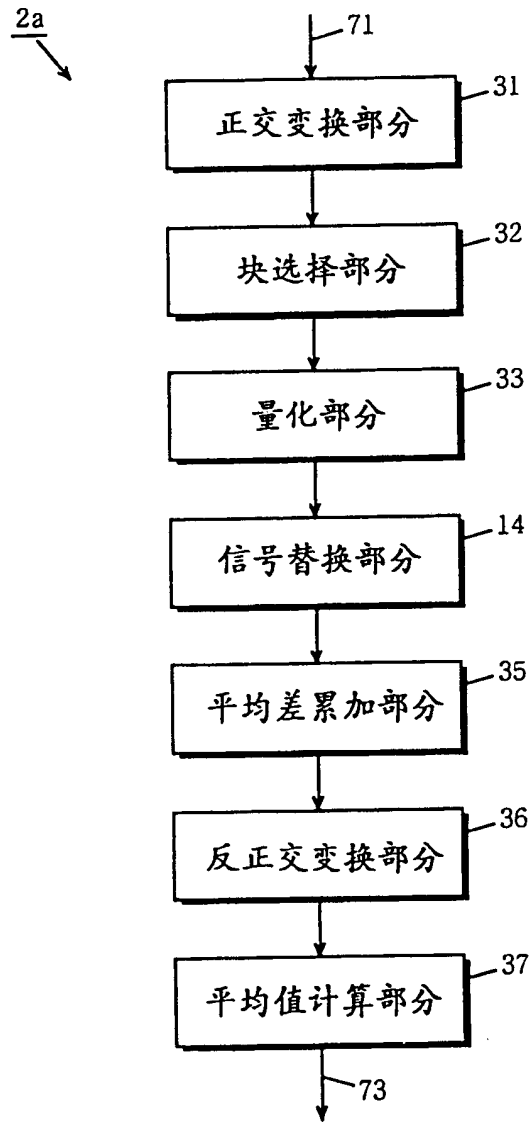 2a
71
31
正交变换部分
32
块选择部分
33
量化部分
14
信号替换部分
35
平均差累加部分
36
反正交变换部分
37
平均值计算部分
73